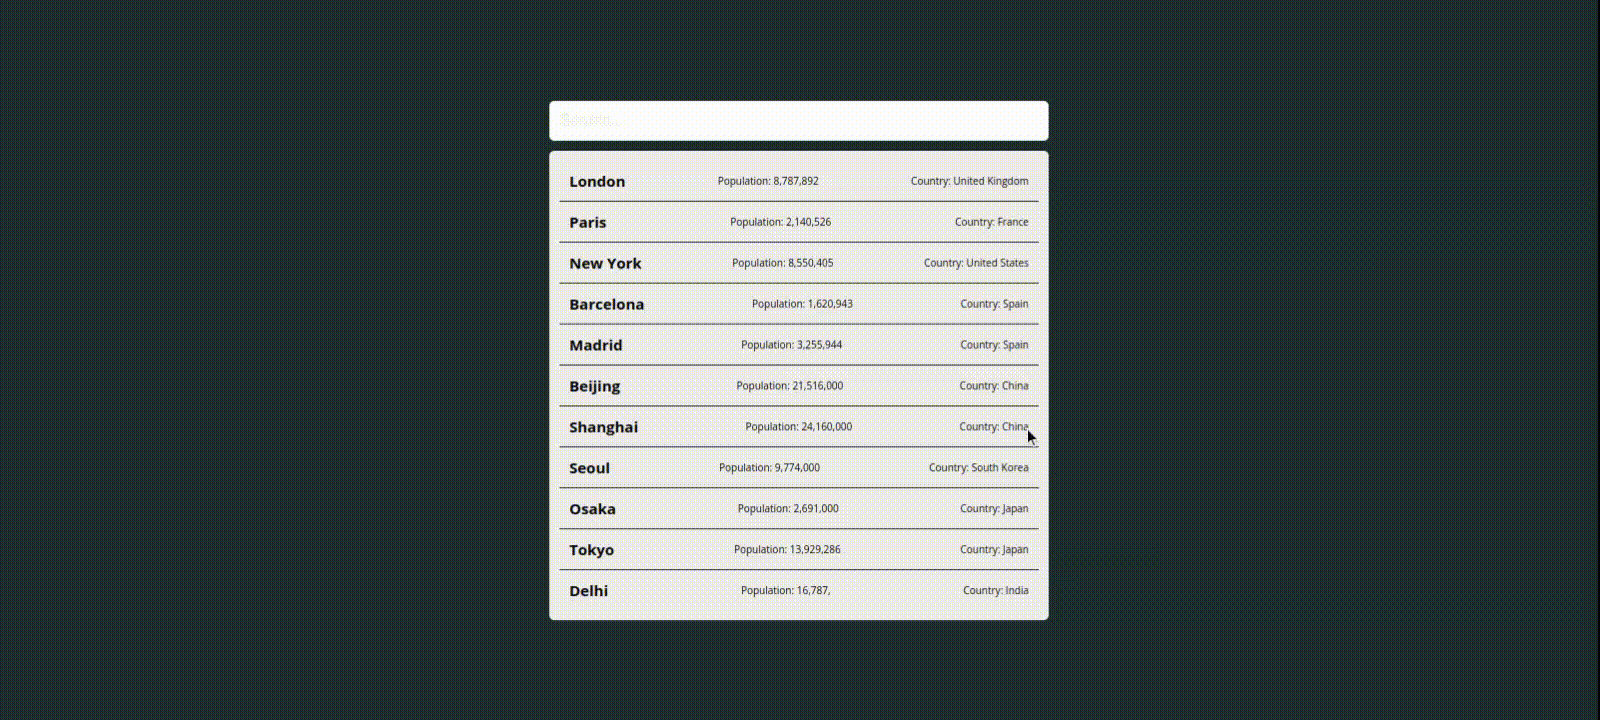 London Population: 8,787,892 Country: United Kingdom
Paris Population: 2,140,526 Country: France
New York Population: 8,550,405 Country: United States
Barcelona Population: 1,620,943 Country: Spain
Madrid Population: 3,255,944 Country: Spain
Beijing Population: 21,516,000 Country: China
Shanghai Population: 24,160,000 Country: China
Seoul Population: 9,774,000 Country: South Korea
Osaka Population: 2,691,000 Country: Japan
Tokyo Population: 13,929,286 Country: Japan
Delhi Population: 16,787, Country: India